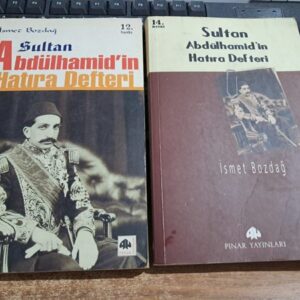 İsmet Bozdağ
12.
baskı
Sultan
Abdülhamid'in
Hatıra Defteri
14.
Sultan
Abdülhamid'in
Hatıra Defteri
İsmet Bozdağ
PINAR YAYINLARI